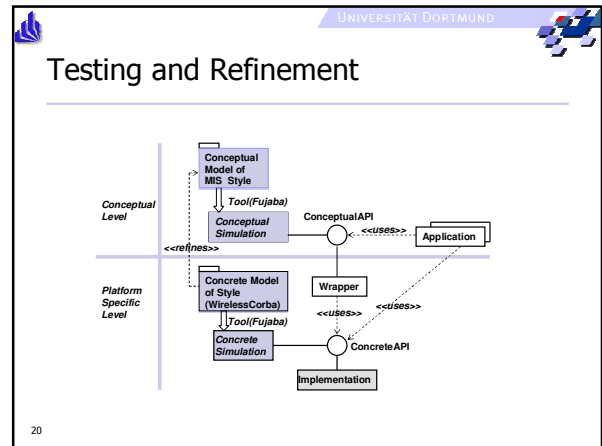 UNIVERSITÄT DORTMUND
Testing and Refinement
Conceptual
Model of
MIS Style
Conceptual
Level
Tool(Fujaba)
Conceptual
Simulation
ConceptualAPI
<<uses>>
Application
<<refines>>
Platform
Specific
Level
Concrete Model
of Style
(WirelessCorba)
Wrapper
<<uses>>
<<uses>>
Tool(Fujaba)
Concrete
Simulation
ConcreteAPI
Implementation
20